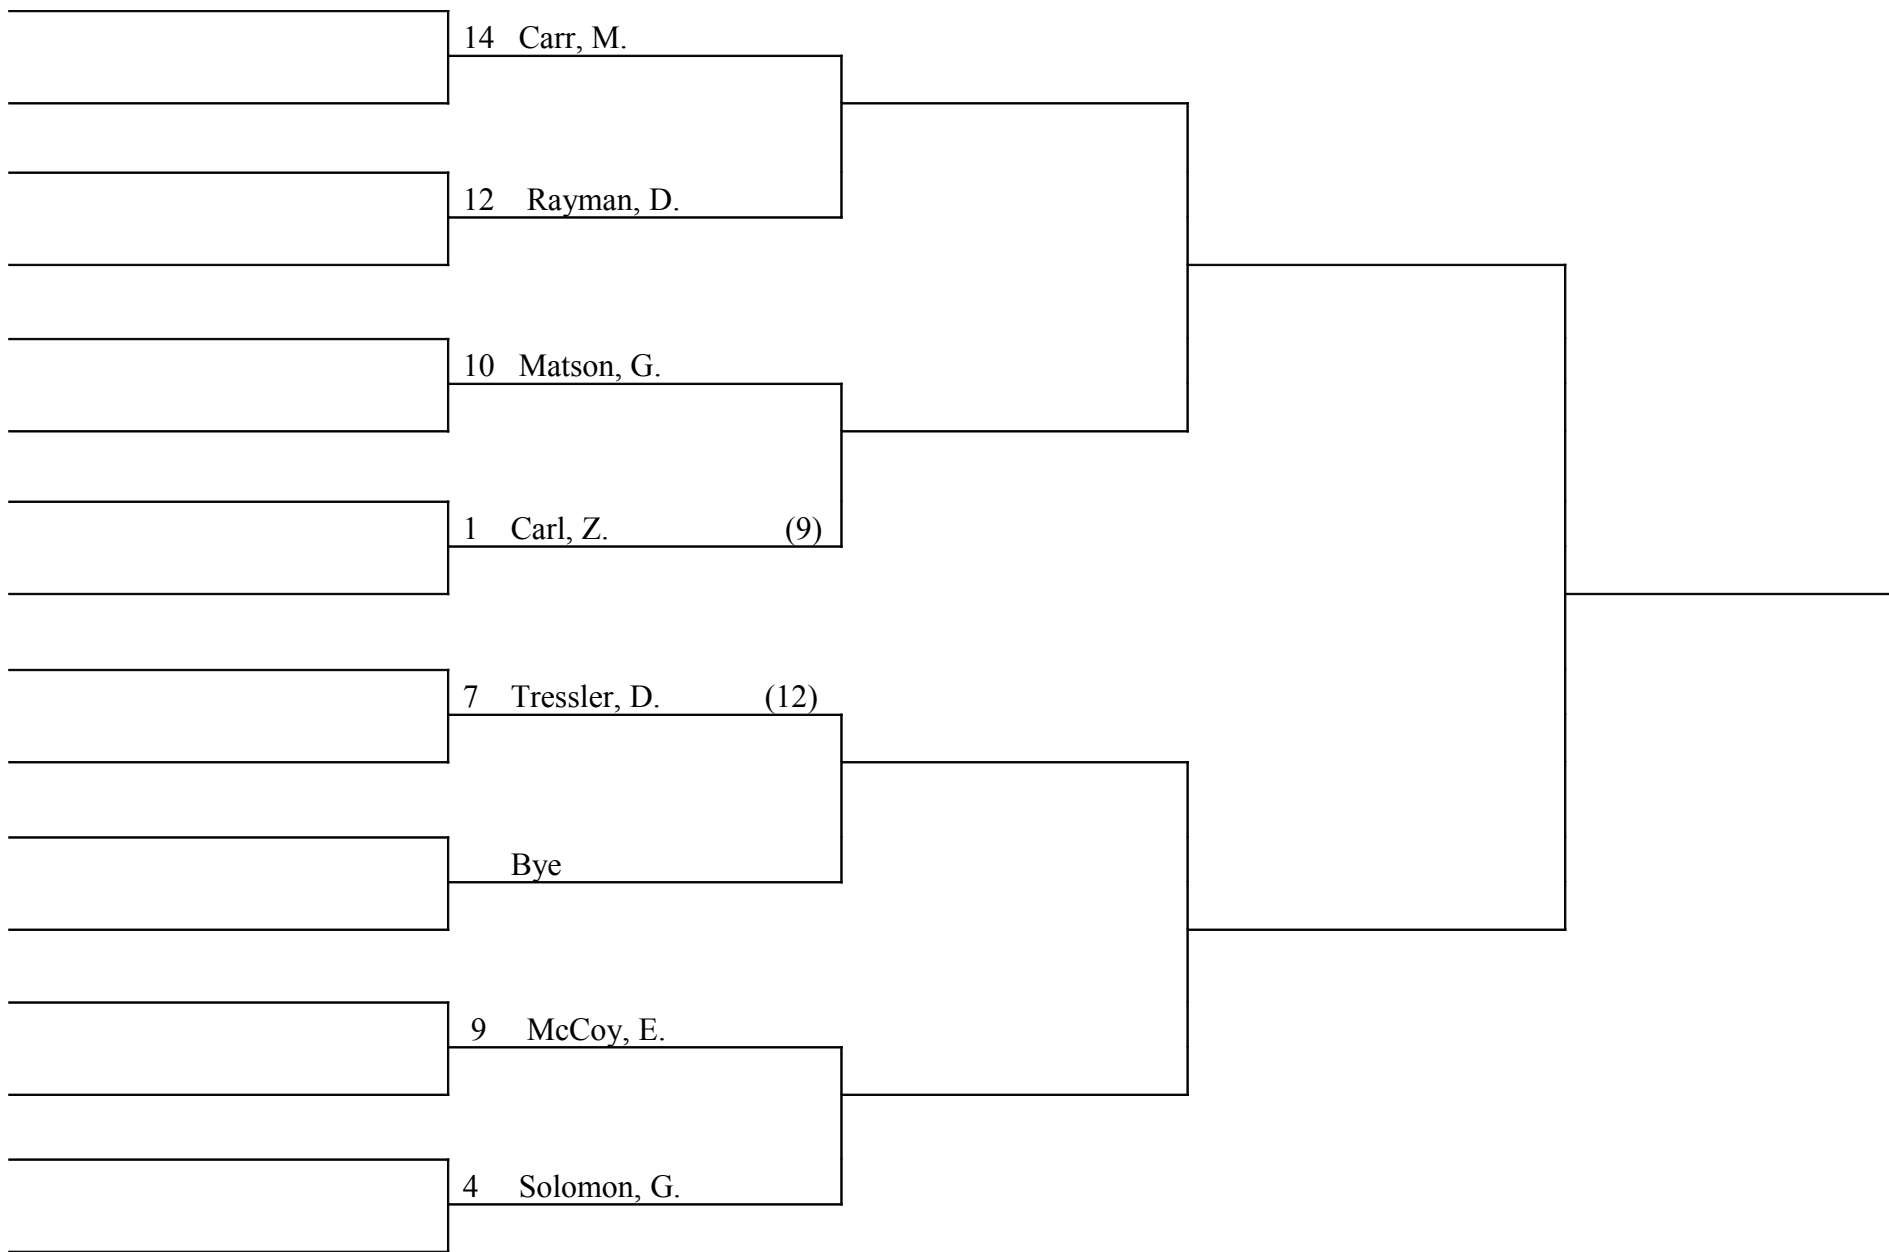 14 Carr, M.
12 Rayman, D.
10 Matson, G.
1 Carl, Z. (9)
7 Tressler, D. (12)
Bye
9 McCoy, E.
4 Solomon, G.